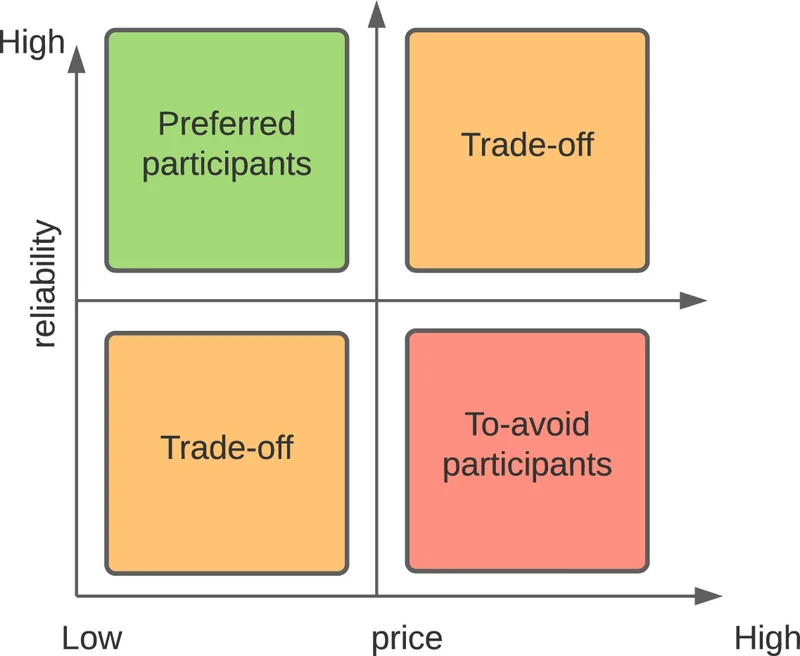 High
Preferred
participants
Trade-off
reliability
Trade-off
To-avoid
participants
Low
price
High